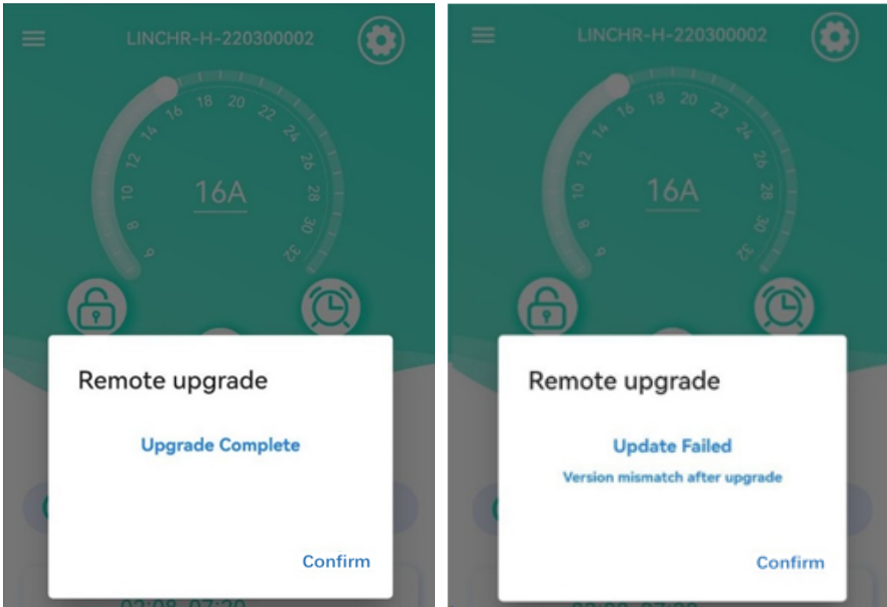 LINCHR-H-220300002
6
8
10
12
14
16
18
20
22
24
26
28
30
32
16A
Remote upgrade
Upgrade Complete
Confirm
LINCHR-H-220300002
6
8
10
12
14
16
18
20
22
24
26
28
30
32
16A
Remote upgrade
Update Failed
Version mismatch after upgrade
Confirm